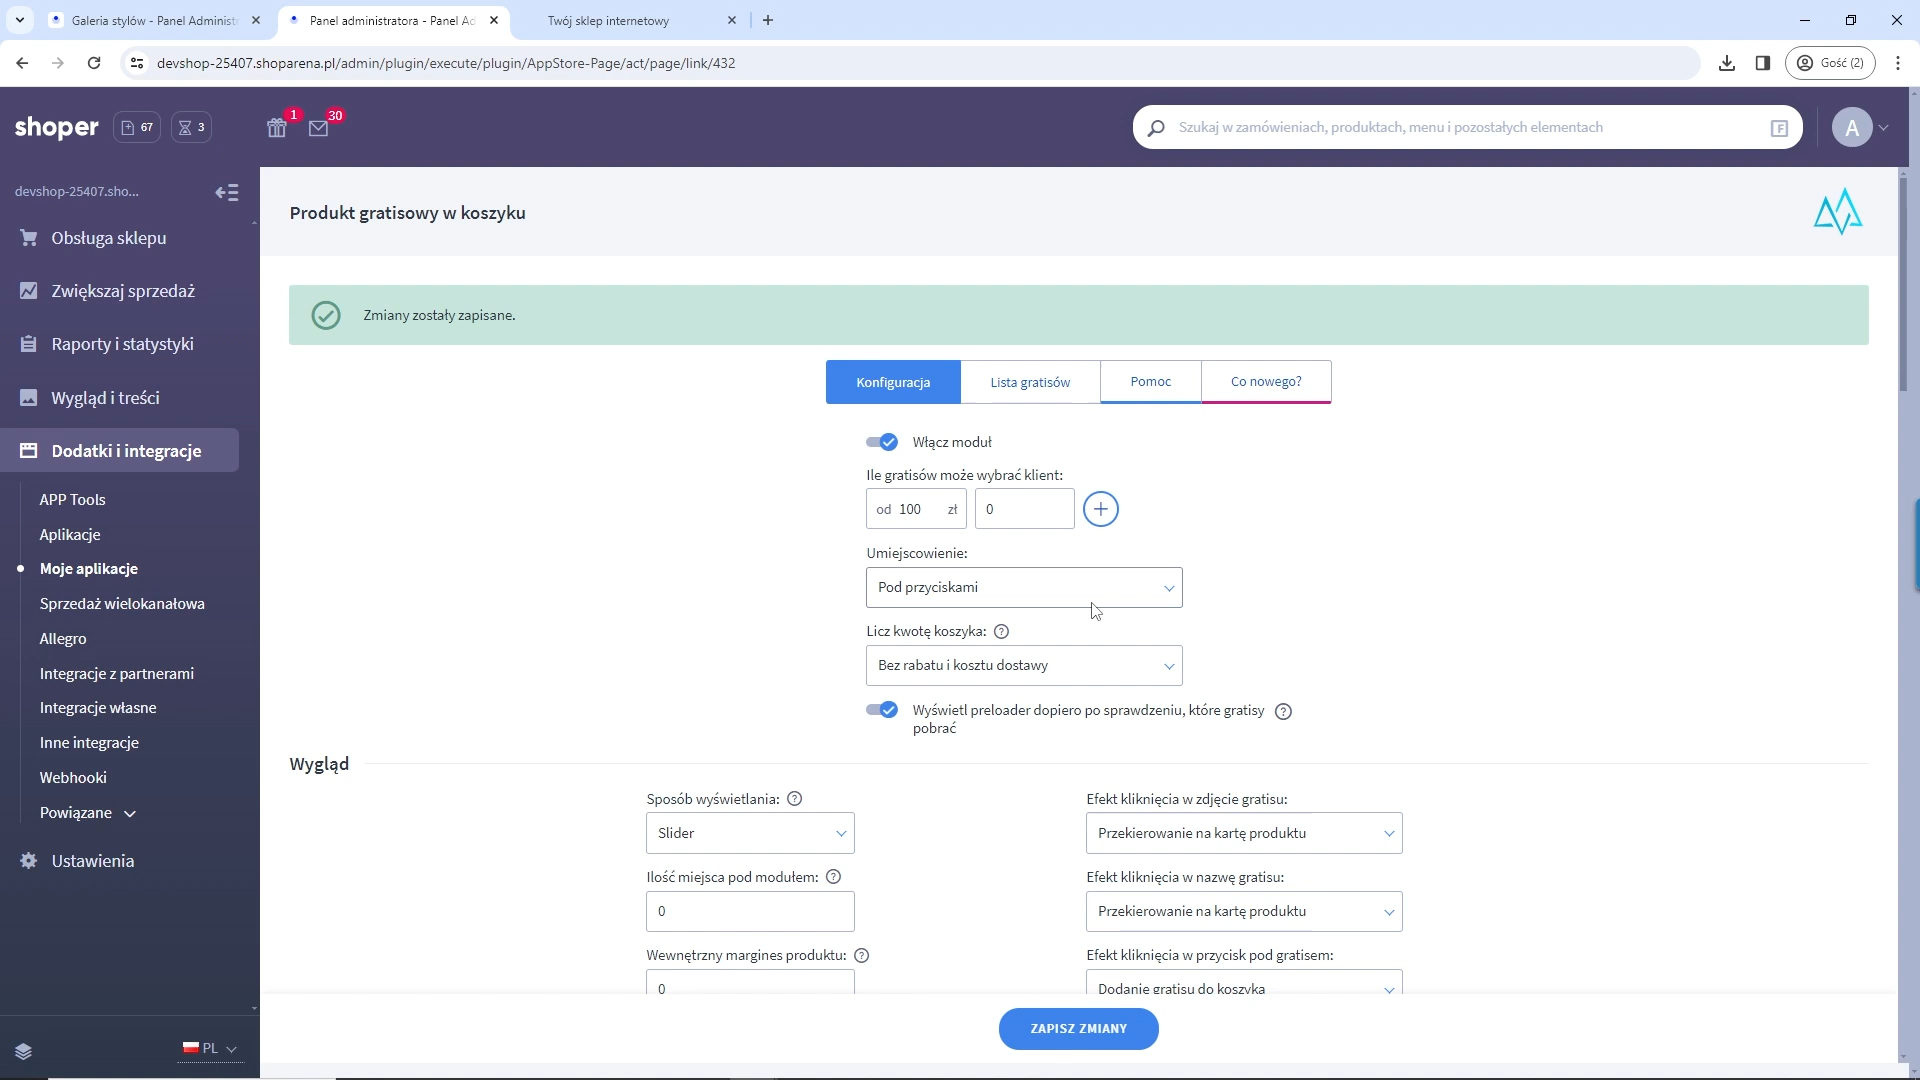 Galeria stylów - Panel Administr
Panel administratora - Panel Ad
Twój sklep internetowy
devshop-25407.shoparena.pl/admin/plugin/execute/plugin/AppStore-Page/act/page/link/432
Gość (2)
shoper
67
3
1
30
Szukaj w zamówieniach, produktach, menu i pozostałych elementach
F
A
devshop-25407.sho...
Obsługa sklepu
Zwiększaj sprzedaż
Raporty i statystyki
Wygląd i treści
Dodatki i integracje
APP Tools
Aplikacje
Moje aplikacje
Sprzedaż wielokanałowa
Allegro
Integracje z partnerami
Integracje własne
Inne integracje
Webhooki
Powiązane
Ustawienia
PL
Produkt gratisowy w koszyku
Zmiany zostały zapisane.
Konfiguracja
Lista gratisów
Pomoc
Co nowego?
Włącz moduł
Ile gratisów może wybrać klient:
od 100 zł
0
Umiejscowienie:
Pod przyciskami
Licz kwotę koszyka: ?
Bez rabatu i kosztu dostawy
Wyświetl preloader dopiero po sprawdzeniu, które gratisy ?
pobrać
Wygląd
Sposób wyświetlania: ?
Slider
Ilość miejsca pod modułem: ?
0
Wewnętrzny margines produktu: ?
0
Efekt kliknięcia w zdjęcie gratisu:
Przekierowanie na kartę produktu
Efekt kliknięcia w nazwę gratisu:
Przekierowanie na kartę produktu
Efekt kliknięcia w przycisk pod gratisem:
Dodanie gratisu do koszyka
ZAPISZ ZMIANY